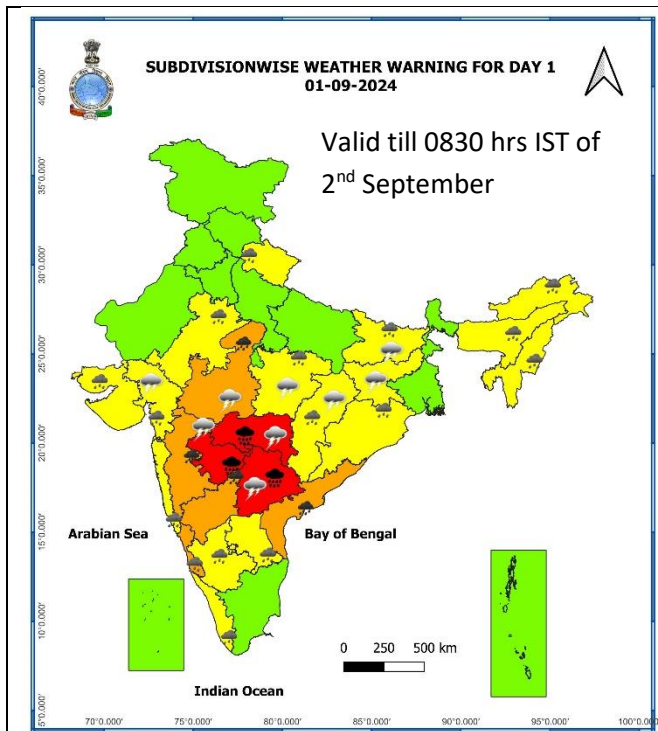 SUBDIVISIONWISE WEATHER WARNING FOR DAY 1
01-09-2024
Valid till 0830 hrs IST of
2nd September
40°0.000'
35°0.000'
30°0.000'
25°0.000'
20°0.000'
15°0.000'
10°0.000'
5°0.000'
Arabian Sea
Bay of Bengal
0 250 500 km
Indian Ocean
70°0.000' 75°0.000' 80°0.000' 85°0.000' 90°0.000' 95°0.000' 100°0.000'